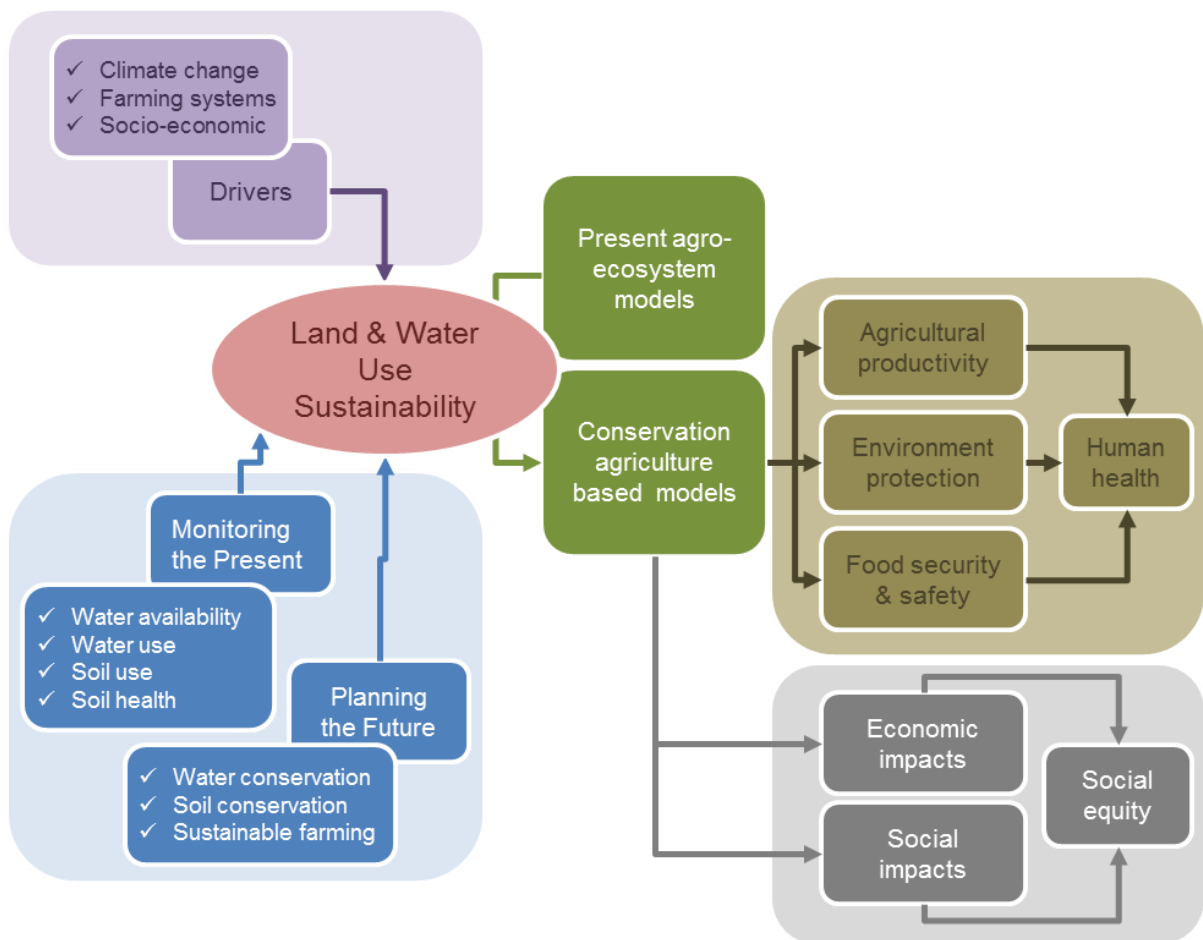 ✓ Climate change
✓ Farming systems
✓ Socio-economic
Drivers
Land & Water
Use
Sustainability
Present agro-
ecosystem
models
Conservation
agriculture
based models
Agricultural
productivity
Environment
protection
Food security
& safety
Human
health
Monitoring
the Present
✓ Water availability
✓ Water use
✓ Soil use
✓ Soil health
Planning
the Future
✓ Water conservation
✓ Soil conservation
✓ Sustainable farming
Economic
impacts
Social
impacts
Social
equity